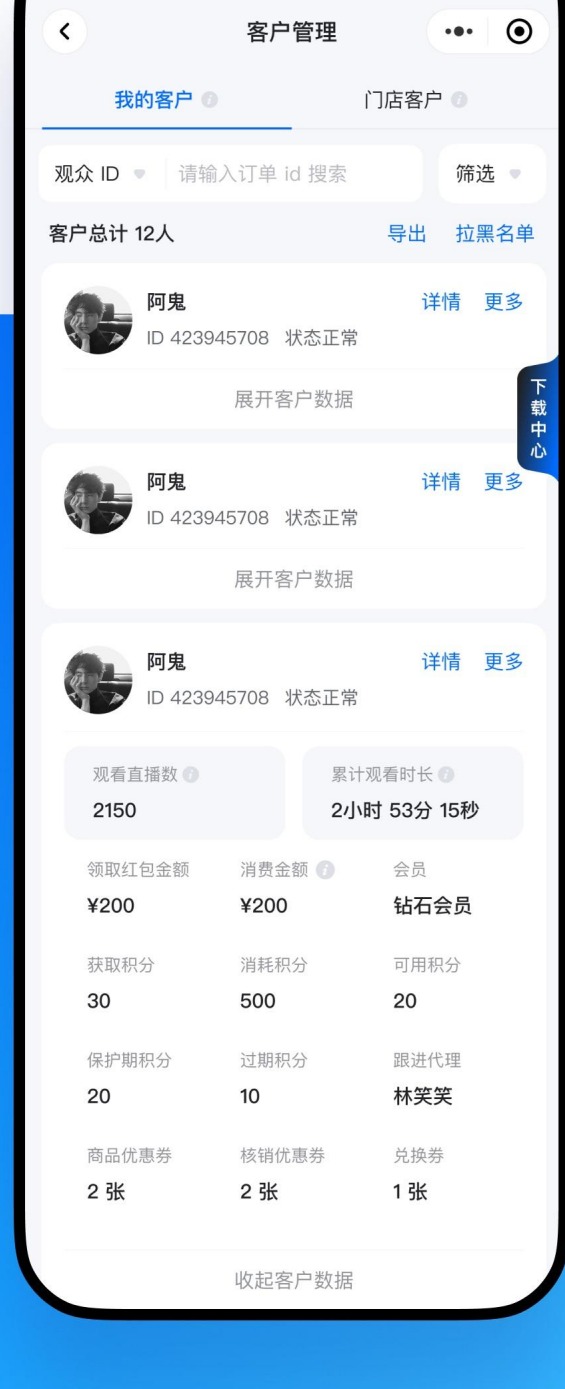 客户管理
我的客户 门店客户
观众 ID 请输入订单 id 搜索 筛选
客户总计 12人 导出 拉黑名单
阿鬼 详情 更多
ID 423945708 状态正常
展开客户数据
下载中心
阿鬼 详情 更多
ID 423945708 状态正常
展开客户数据
阿鬼 详情 更多
ID 423945708 状态正常
观看直播数 累计观看时长
2150 2小时 53分 15秒
领取红包金额 消费金额 会员
¥200 ¥200 钻石会员
获取积分 消耗积分 可用积分
30 500 20
保护期积分 过期积分 跟进代理
20 10 林笑笑
商品优惠券 核销优惠券 兑换券
2 张 2 张 1 张
收起客户数据